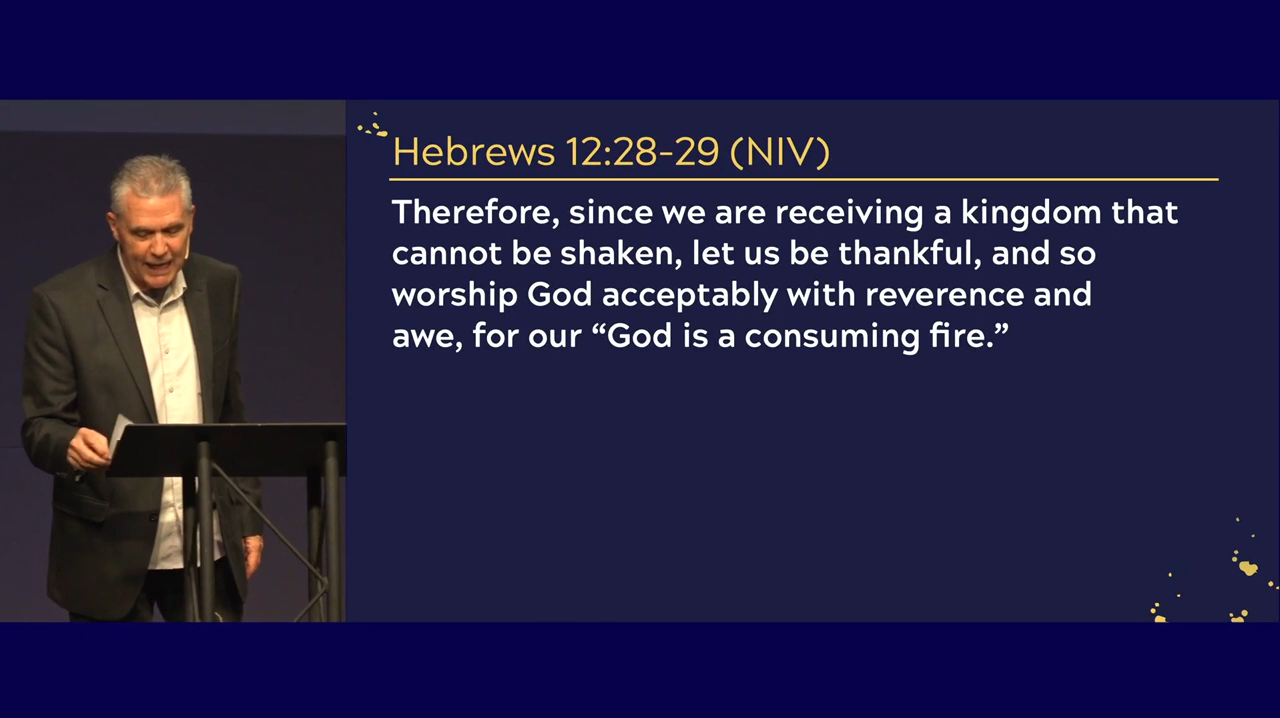 Hebrews 12:28-29 (NIV)
Therefore, since we are receiving a kingdom that
cannot be shaken, let us be thankful, and so
worship God acceptably with reverence and
awe, for our “God is a consuming fire.”